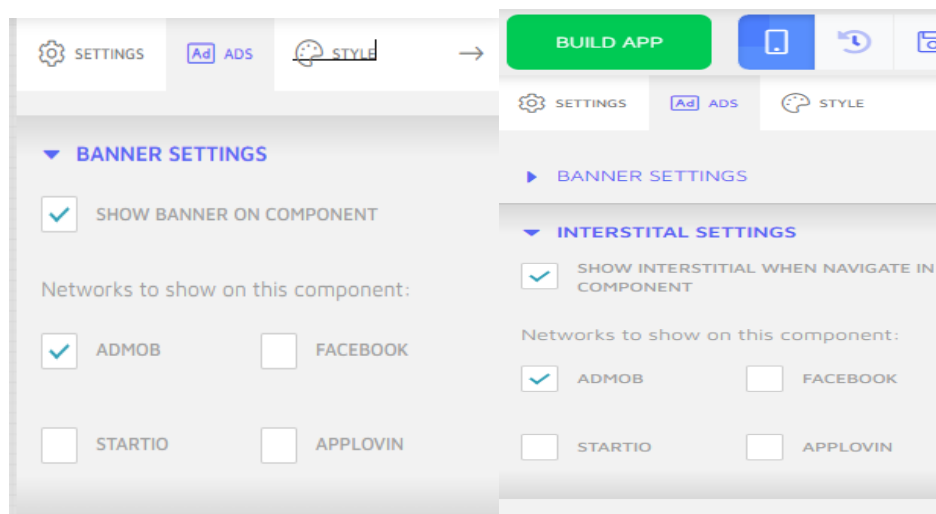 SETTINGS Ad ADS STYLE →
BANNER SETTINGS
SHOW BANNER ON COMPONENT
Networks to show on this component:
ADMOB FACEBOOK
STARTIO APPLOVIN
BUILD APP
SETTINGS Ad ADS STYLE
BANNER SETTINGS
INTERSTITAL SETTINGS
SHOW INTERSTITIAL WHEN NAVIGATE IN
COMPONENT
Networks to show on this component:
ADMOB FACEBOOK
STARTIO APPLOVIN